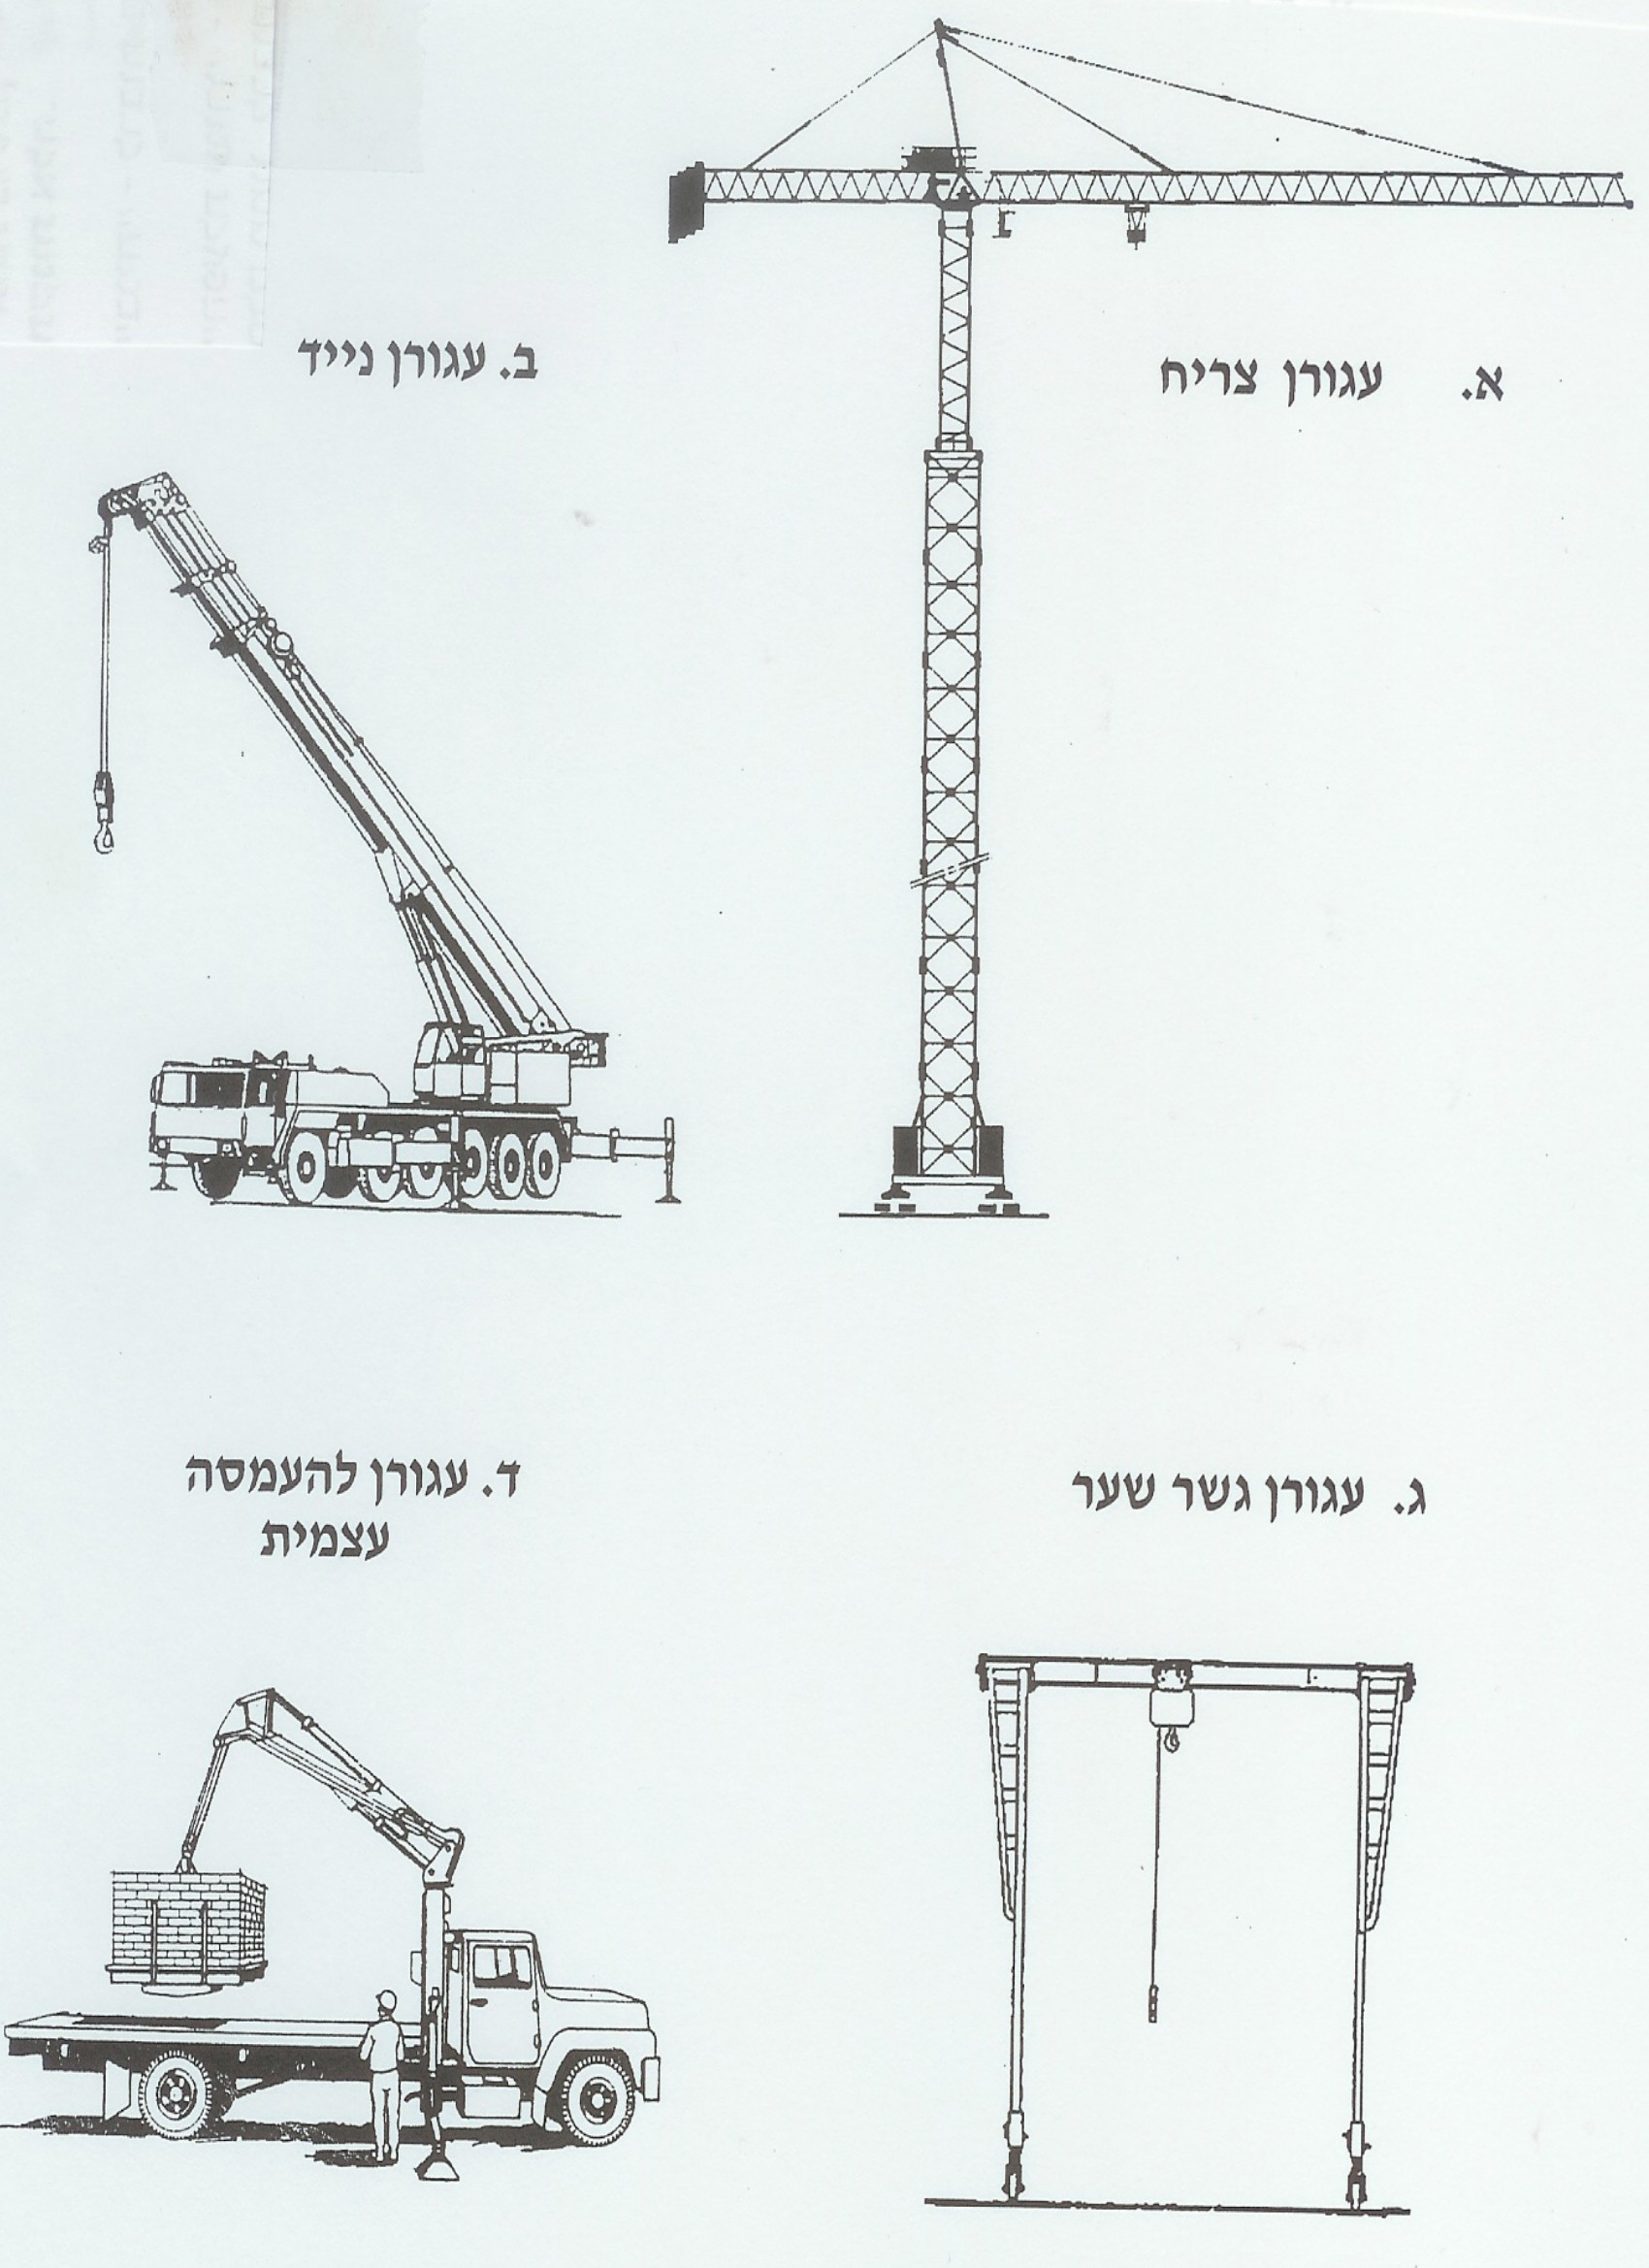 א. עגורן צריח
ב. עגורן נייד
ג. עגורן גשר שער
ד. עגורן להעמסה
עצמית